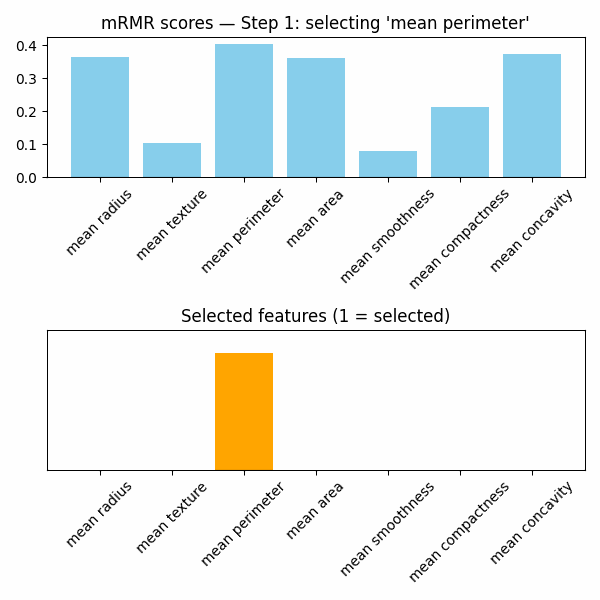 mRMR scores — Step 1: selecting 'mean perimeter'
0.4
0.3
0.2
0.1
0.0
mean radius
mean texture
mean perimeter
mean area
mean smoothness
mean compactness
mean concavity
Selected features (1 = selected)
mean radius
mean texture
mean perimeter
mean area
mean smoothness
mean compactness
mean concavity